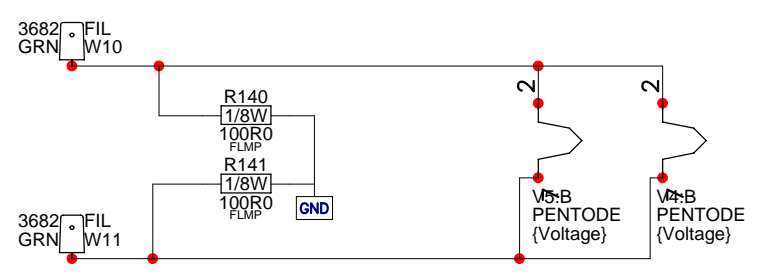 3682 FIL
GRN W10
R140
1/8W
100R0
FLMP
R141
1/8W
100R0
FLMP
GND
3682 FIL
GRN W11
2
V5:B
PENTODE
{Voltage}
2
V4:B
PENTODE
{Voltage}